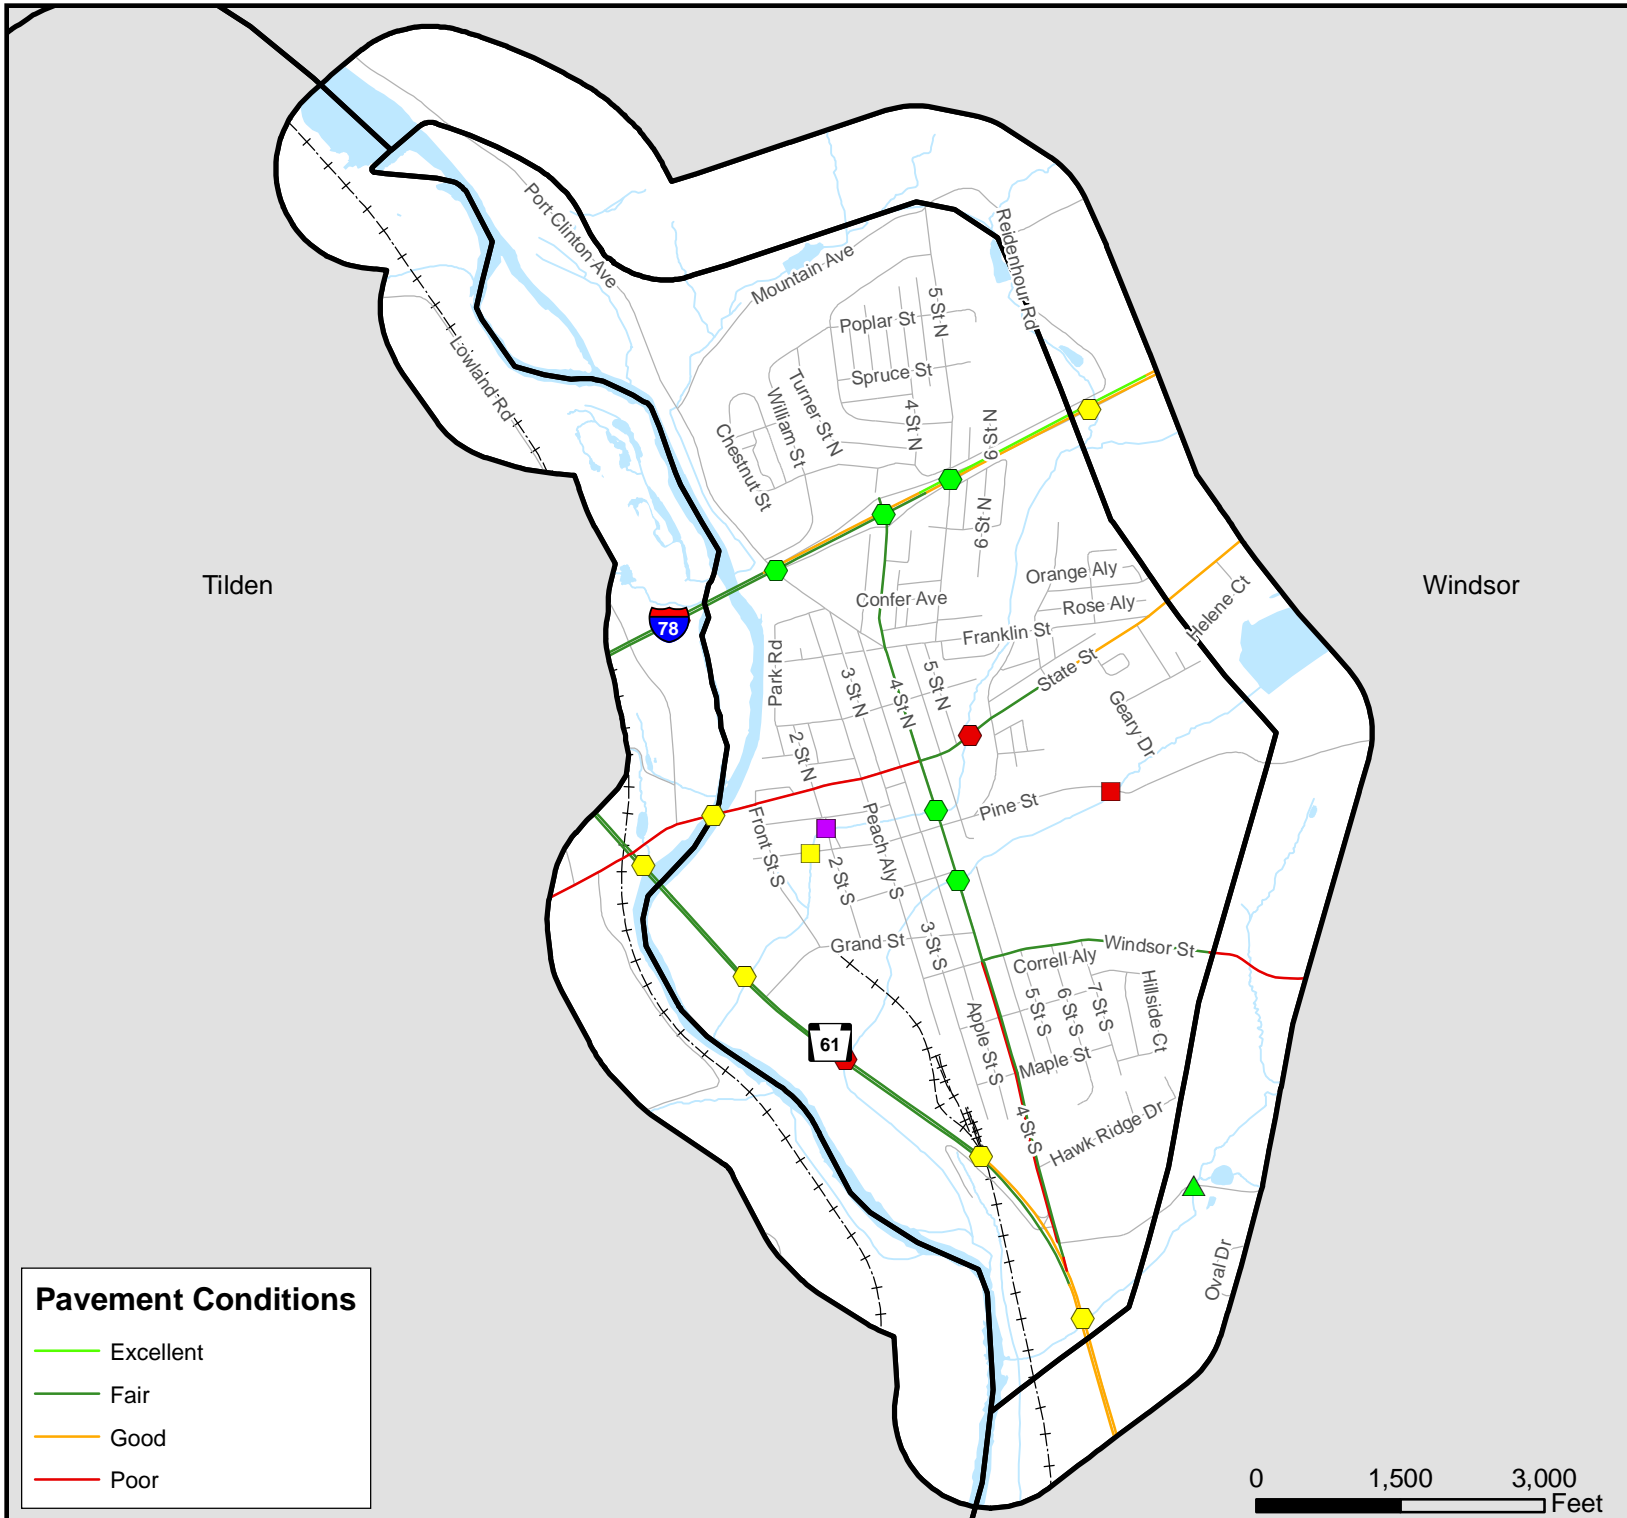 Port Clinton Ave
Reidenhour Rd
Mountain Ave
5 St N
Poplar St
Lowland Rd
Spruce St
Turner St N
William St
4 St N
6 St N
Chestnut St
6 St N
Tilden
Windsor
Orange Aly
Confer Ave
Rose Aly
Helene Ct
78
Franklin St
Park Rd
State St
3 St N
5 St N
4 St N
Geary Dr
2 St N
Pine St
Front St S
Peach Aly S
2 St S
Grand St
3 St S
Windsor St
Correll Aly
5 St S
6 St S
7 St S
Hillside Ct
Apple St S
61
Maple St
4 St S
Hawk Ridge Dr
Oval Dr
Pavement Conditions
Excellent
Fair
Good
Poor
0 1,500 3,000
Feet